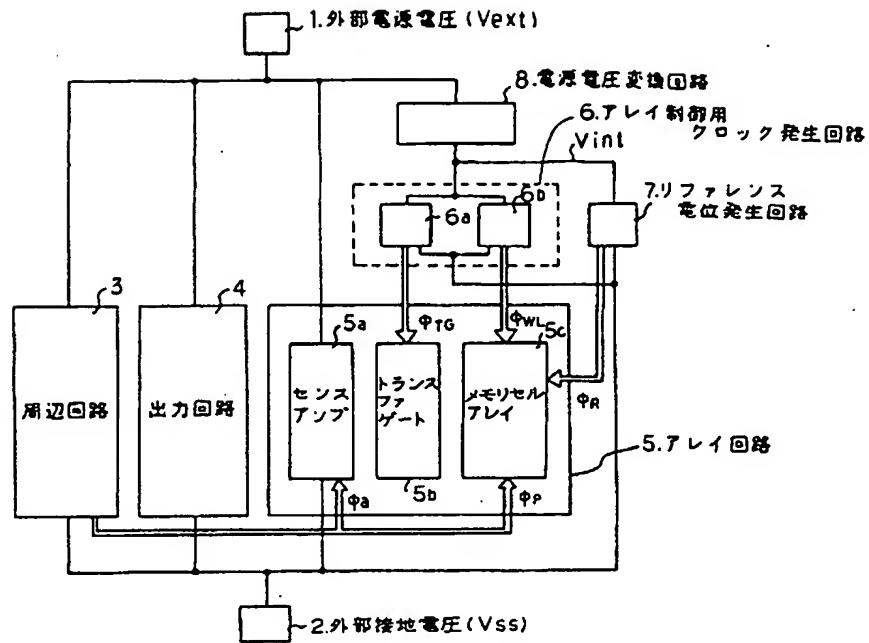 1.外部電源電圧(Vext)
8.電源電圧変換回路
6.アレイ制御用
クロック発生回路
Vint
6a
6b
7.リファレンス
電位発生回路
3
4
5a
φTG
φWL
5c
周辺回路
出力回路
センス
アンプ
トランス
ファ
ゲート
メモリセル
アレイ
φR
5.アレイ回路
φa
5b
φP
2.外部接地電圧(Vss)